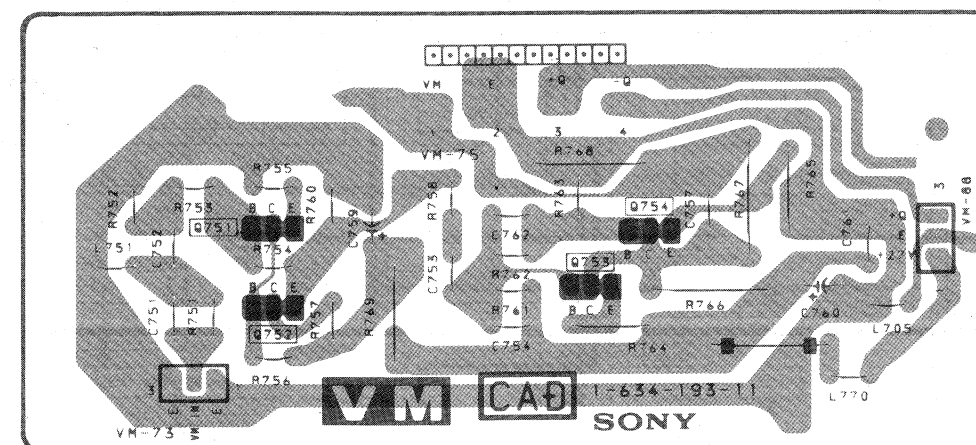 VM E +Q -Q
1 2 3 4
VM-75
R768
R755
R752
R753
Q751
B C E
R760
C759
R758
R763
Q754
B C E
C757
R767
R765
3
VM-88
+Q
E
+27V
L751
C752
R754
C762
C753
R762
Q753
B C E
C751
R751
B C E
Q752
R757
R769
R761
C754
R766
R764
C760
L705
R756
L770
3
E
VM-IN
E
VM-73
VM
CAD
1-634-193-11
SONY